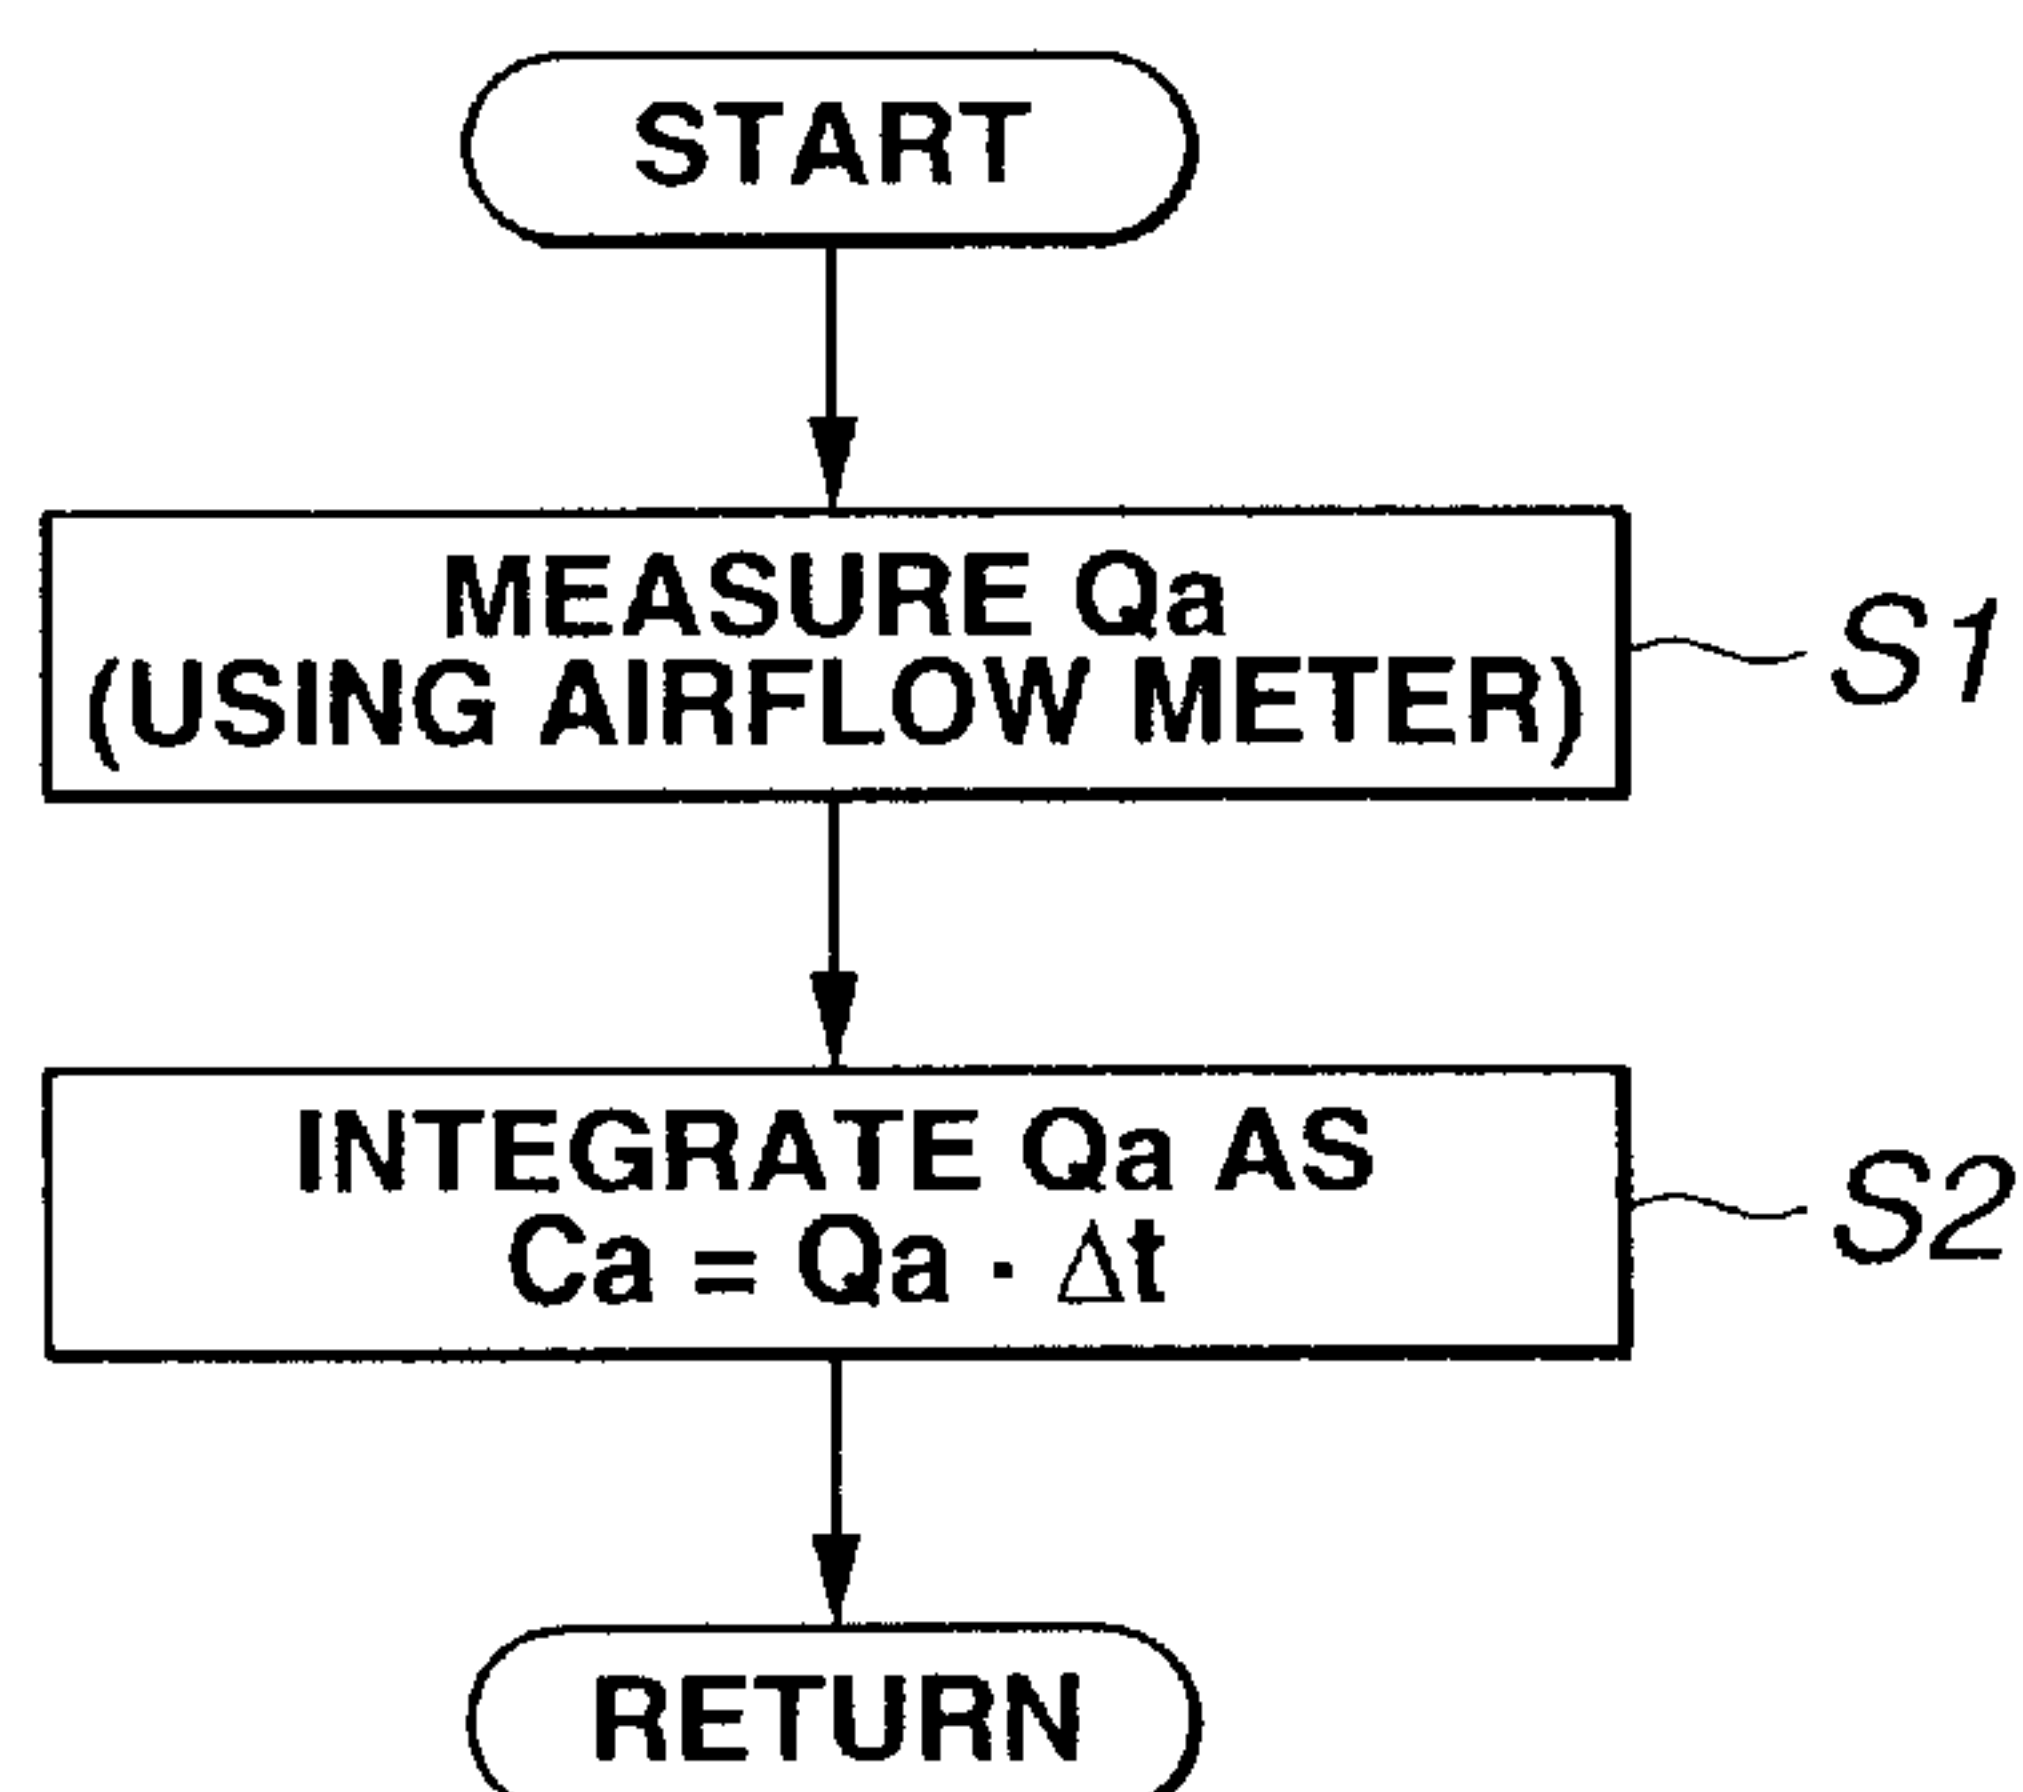 START
MEASURE Qa
(USING AIRFLOW METER)
S1
INTEGRATE Qa AS
Ca = Qa · Δt
S2
RETURN